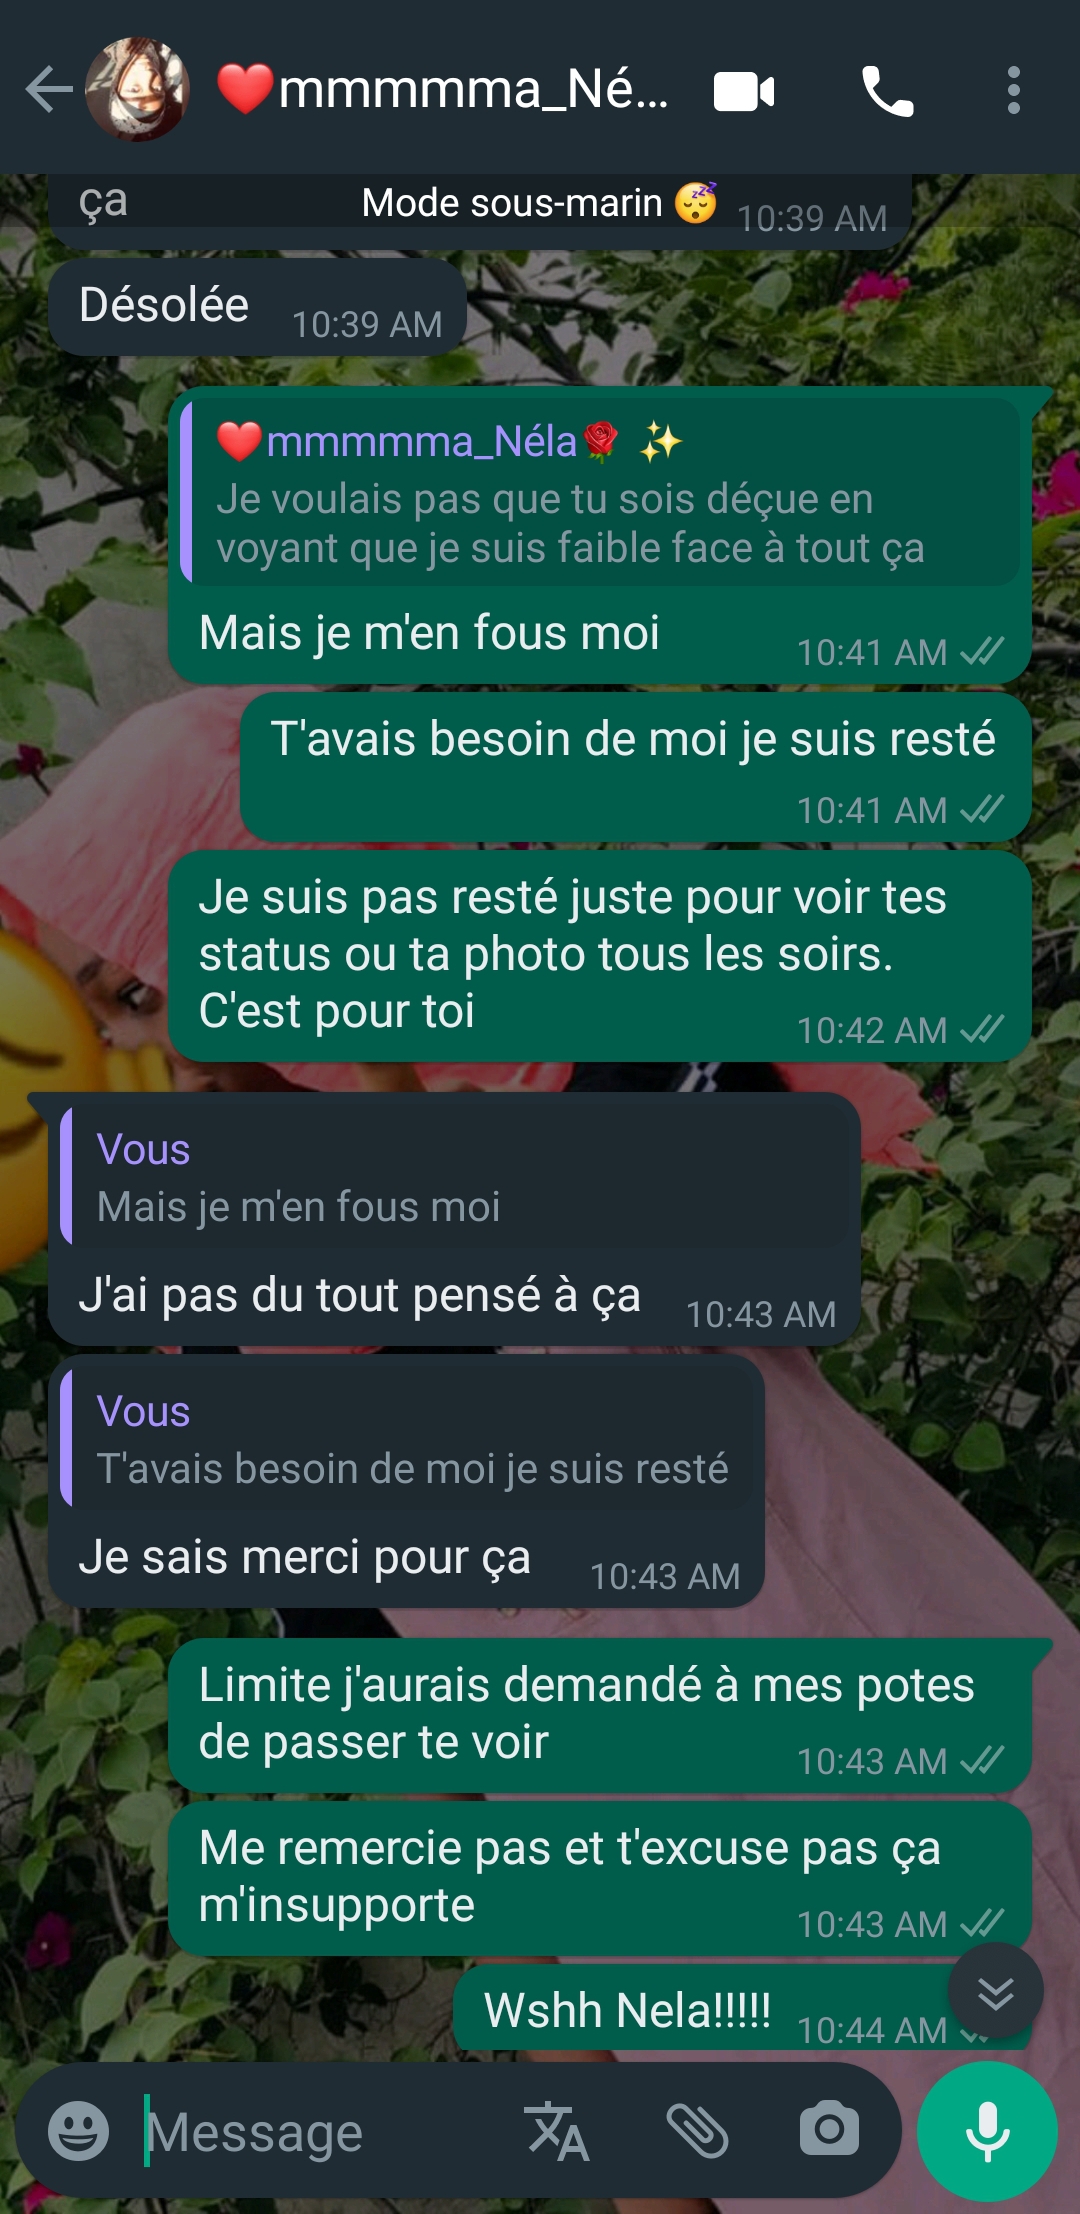 ❤️mmmmma_Né...
ça
Mode sous-marin 😴
10:39 AM
Désolée 10:39 AM
❤️mmmmma_Néla🌹 ✨
Je voulais pas que tu sois déçue en
voyant que je suis faible face à tout ça
Mais je m'en fous moi 10:41 AM
T'avais besoin de moi je suis resté
10:41 AM
Je suis pas resté juste pour voir tes
status ou ta photo tous les soirs.
C'est pour toi 10:42 AM
Vous
Mais je m'en fous moi
J'ai pas du tout pensé à ça 10:43 AM
Vous
T'avais besoin de moi je suis resté
Je sais merci pour ça 10:43 AM
Limite j'aurais demandé à mes potes
de passer te voir 10:43 AM
Me remercie pas et t'excuse pas ça
m'insupporte 10:43 AM
Wshh Nela!!!!! 10:44 AM
Message